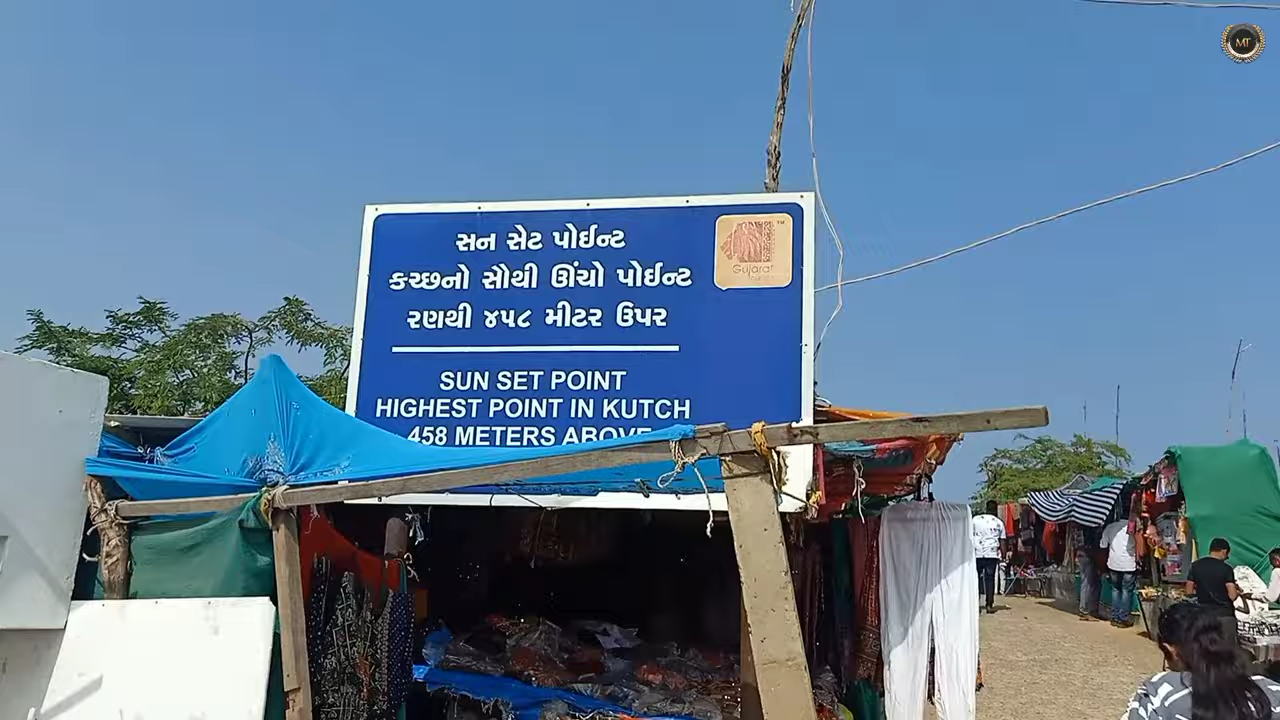 સન સેટ પોઈન્ટ
કચ્છનો સૌથી ઊંચો પોઈન્ટ
રણથી ૪૫૮ મીટર ઉપર
Gujarat
SUN SET POINT
HIGHEST POINT IN KUTCH
458 METERS ABOVE
MT